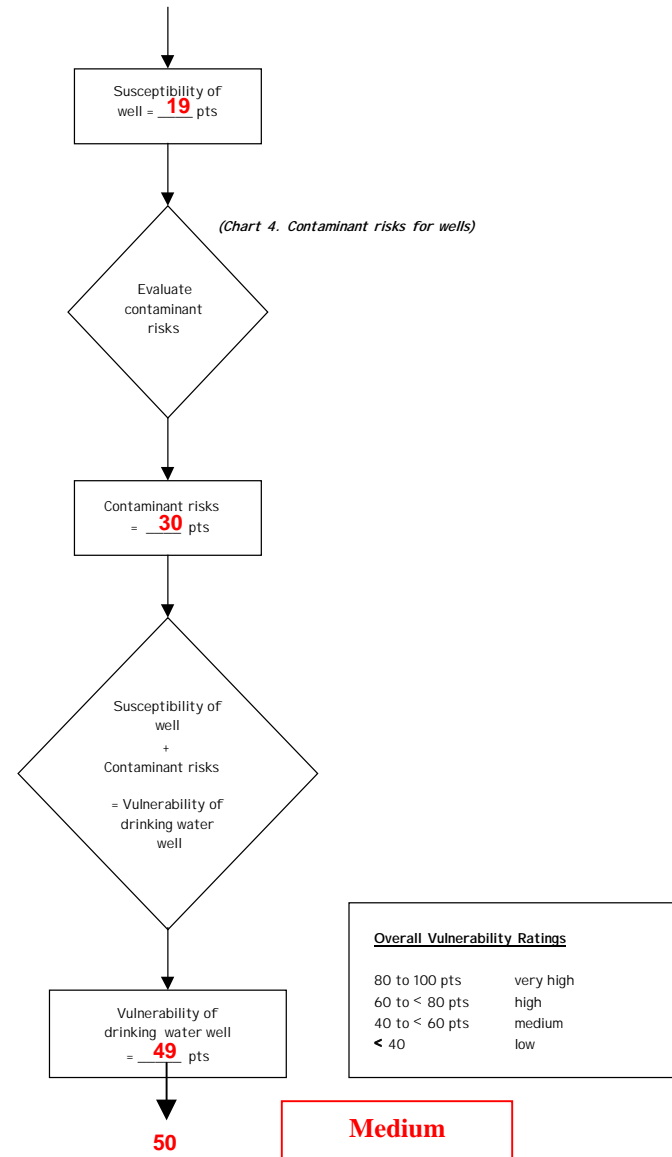 Susceptibility of
well = 19 pts
(Chart 4. Contaminant risks for wells)
Evaluate
contaminant
risks
Contaminant risks
= 30 pts
Susceptibility of
well
+
Contaminant risks
= Vulnerability of
drinking water
well
Vulnerability of
drinking water well
= 49 pts
50
Overall Vulnerability Ratings
80 to 100 pts very high
60 to < 80 pts high
40 to < 60 pts medium
< 40 low
Medium